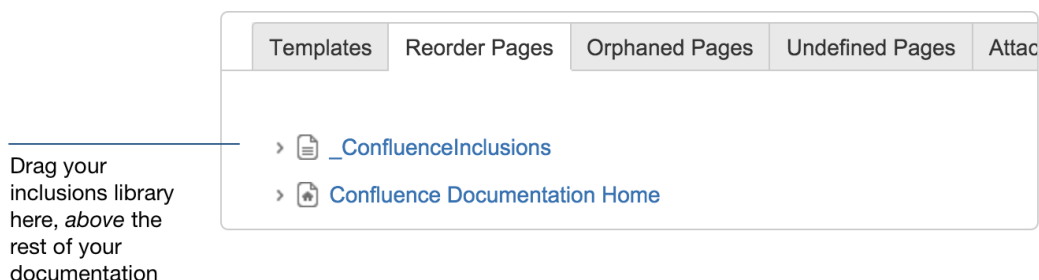 Templates Reorder Pages Orphaned Pages Undefined Pages Attac
_ConfluenceInclusions
Confluence Documentation Home
Drag your
inclusions library
here, above the
rest of your
documentation